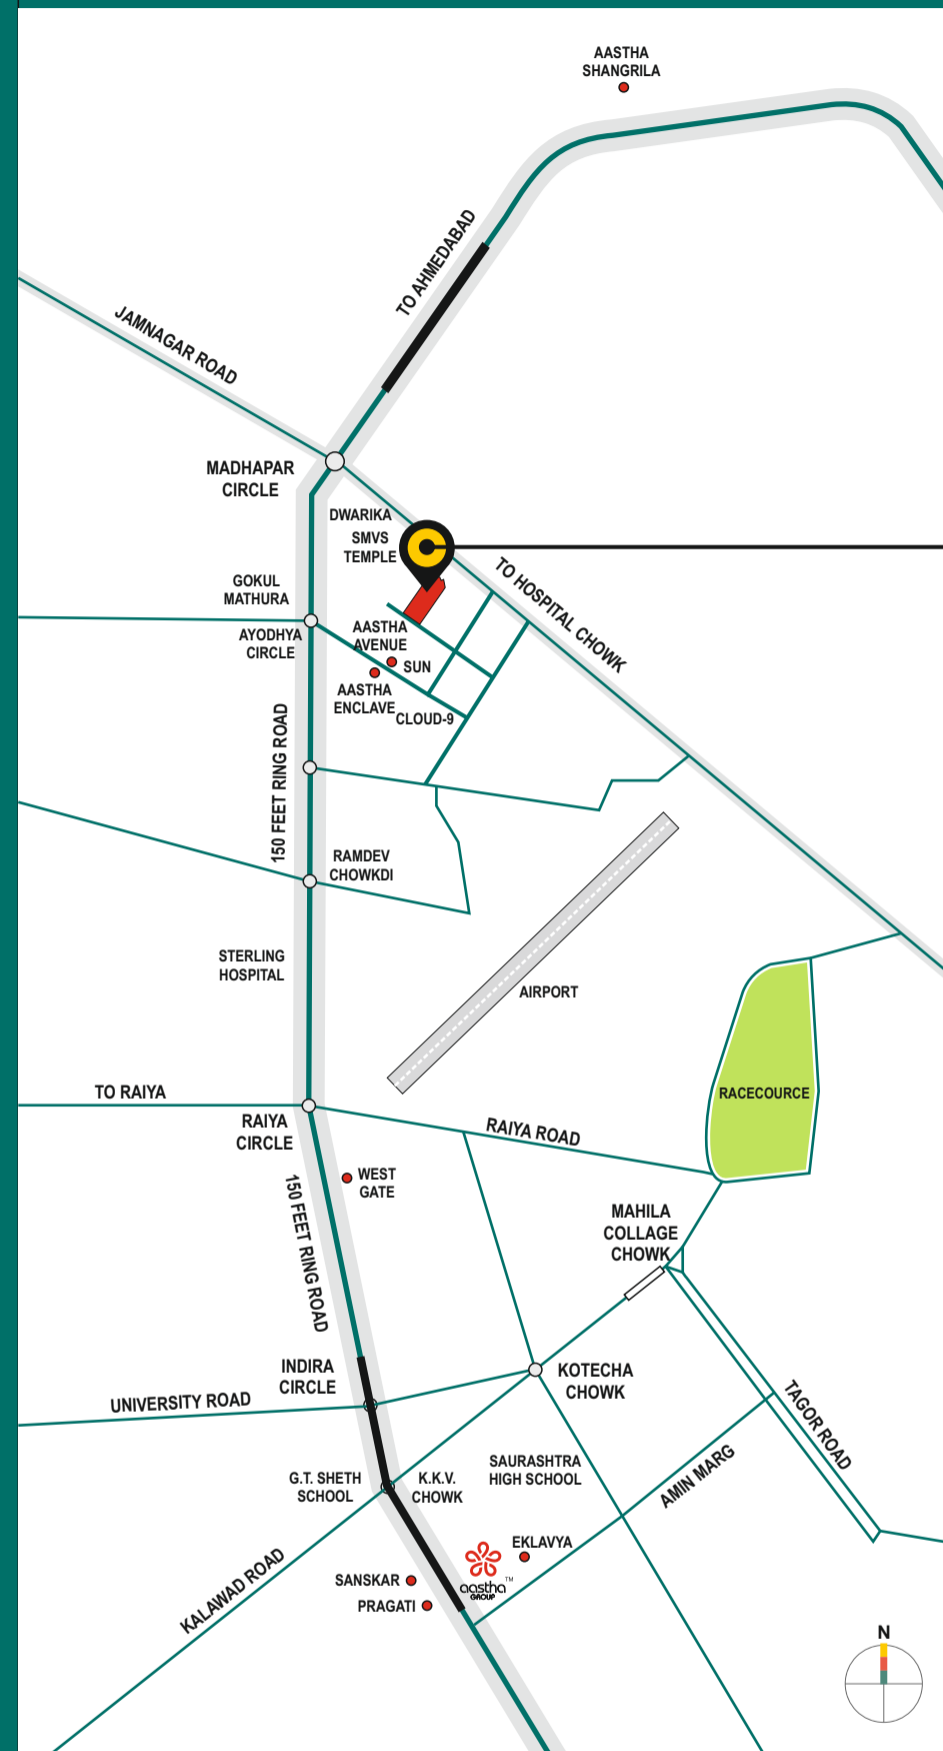 AASTHA
SHANGRILA
TO AHMEDABAD
JAMNAGAR ROAD
MADHAPAR
CIRCLE
DWARIKA
SMVS
TEMPLE
TO HOSPITAL CHOWK
GOKUL
MATHURA
AYODHYA
CIRCLE
AASTHA
AVENUE
SUN
AASTHA
ENCLAVE
CLOUD-9
150 FEET RING ROAD
RAMDEV
CHOWKDI
STERLING
HOSPITAL
AIRPORT
TO RAIYA
RACECOURCE
RAIYA
CIRCLE
RAIYA ROAD
WEST
GATE
150 FEET RING ROAD
MAHILA
COLLAGE
CHOWK
INDIRA
CIRCLE
KOTECHA
CHOWK
UNIVERSITY ROAD
TAGOR ROAD
SAURASHTRA
HIGH SCHOOL
G.T. SHETH
SCHOOL
K.K.V.
CHOWK
AMIN MARG
EKLAVYA
KALAWAD ROAD
SANSKAR
aastha™
GROUP
PRAGATI
N